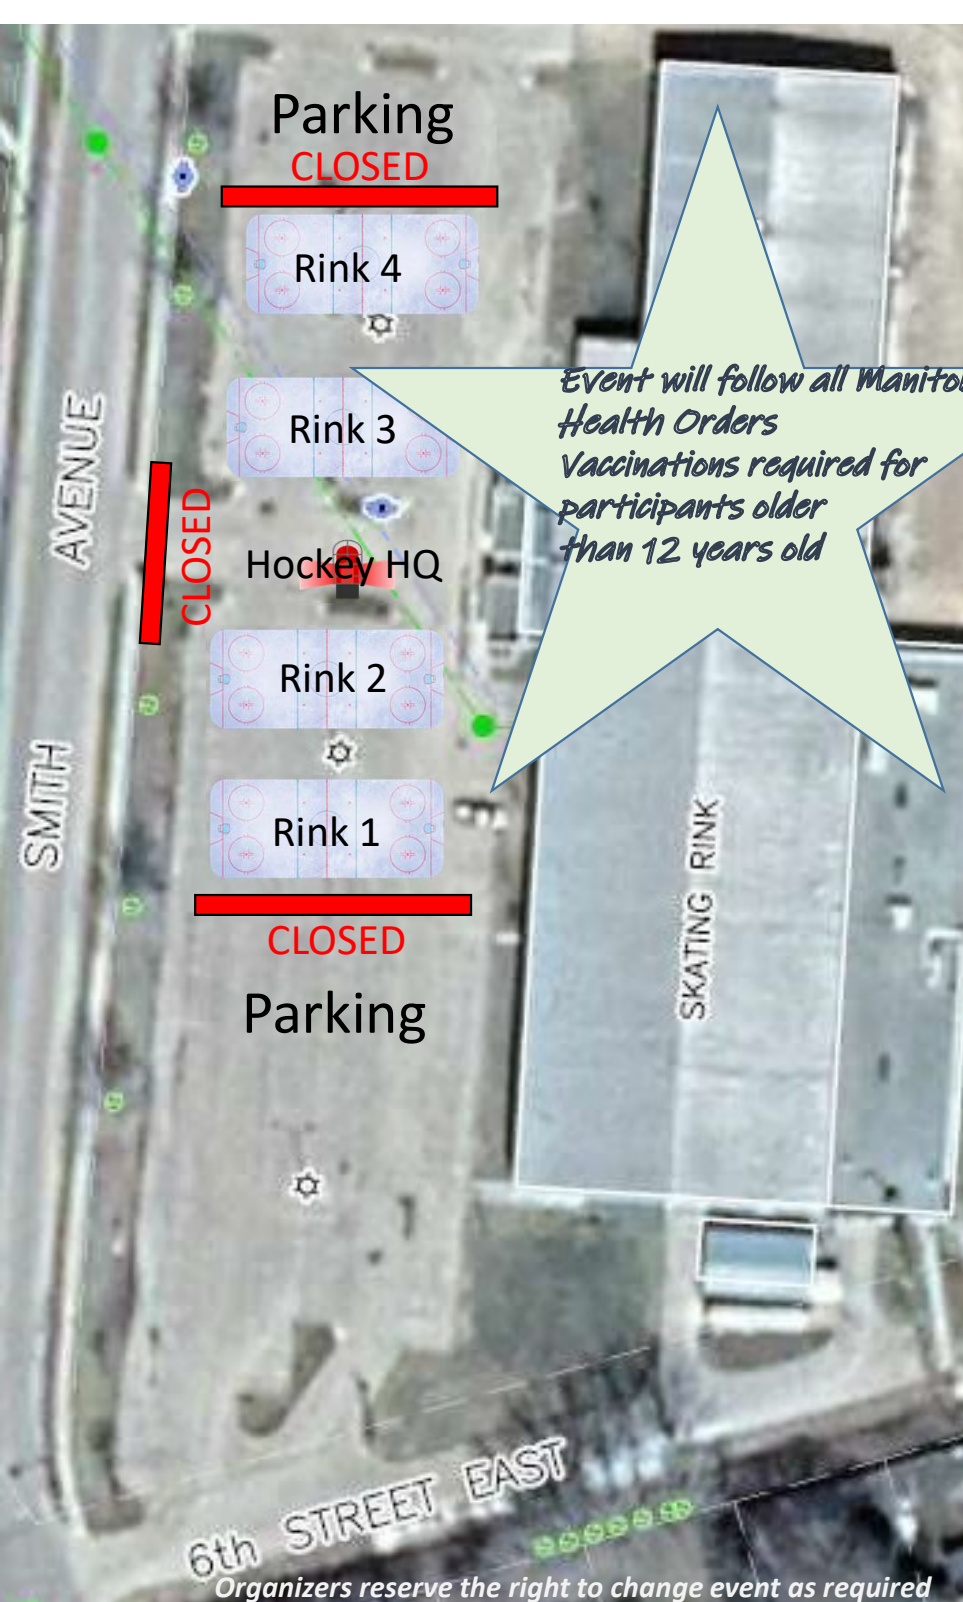 Parking
CLOSED
Rink 4
Event will follow all
Health Orders
Vaccinations required for
participants older
than 12 years old
Rink 3
AVENUE
CLOSED
Hockey HQ
Rink 2
SMITH
Rink 1
SKATING RINK
CLOSED
Parking
6th STREET EAST
Organizers reserve the right to change event as required